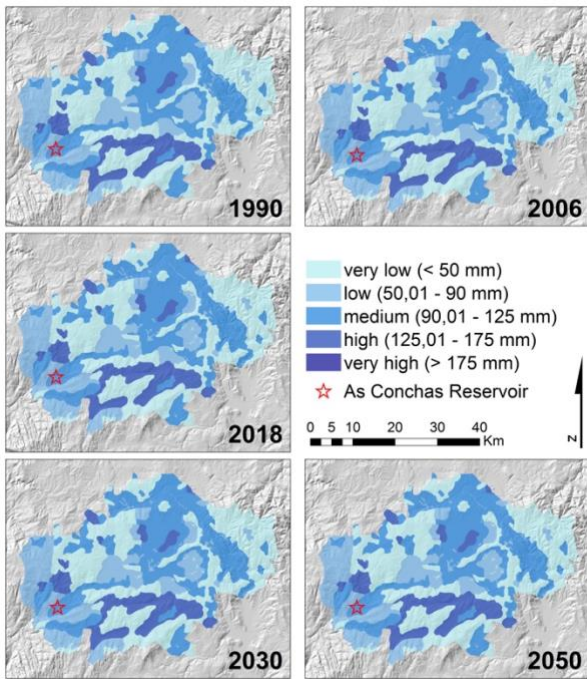 1990
2006
2018
very low (< 50 mm)
low (50,01 - 90 mm)
medium (90,01 - 125 mm)
high (125,01 - 175 mm)
very high (> 175 mm)
As Conchas Reservoir
0 5 10 20 30 40
Km
N
2030
2050